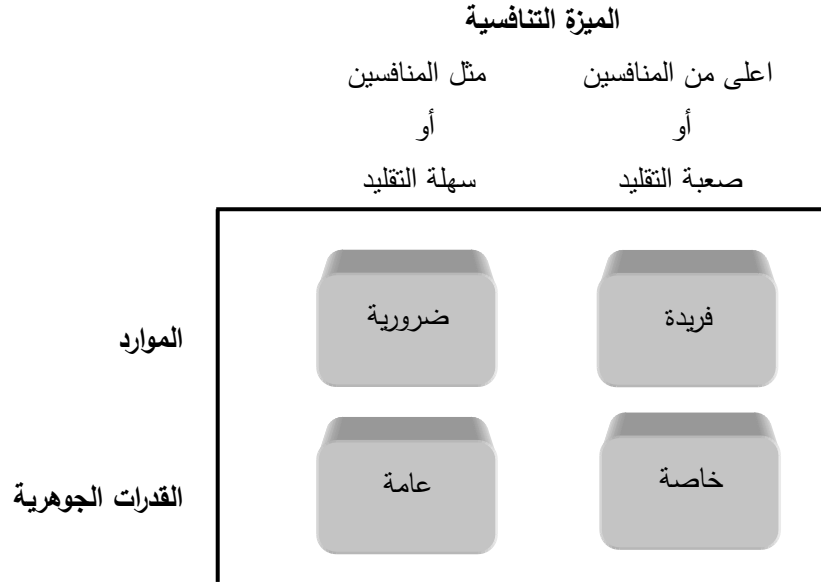 الميزة التنافسية
اعلى من المنافسين
أو
صعبة التقليد
مثل المنافسين
أو
سهلة التقليد
الموارد
فريدة
ضرورية
القدرات الجوهرية
خاصة
عامة